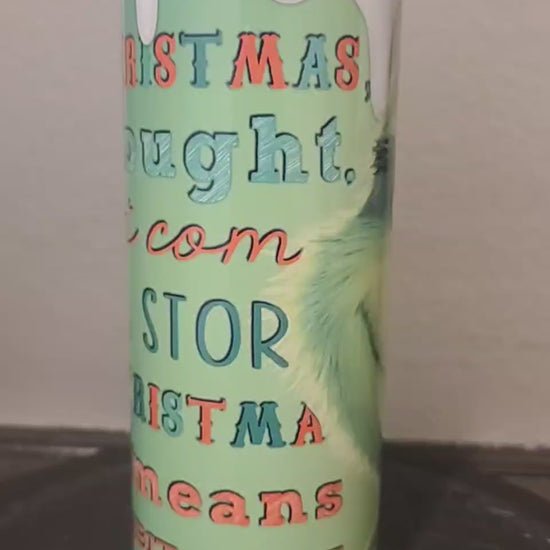 RISTMAS,
ought,
t com
STOR
RISTMA
means